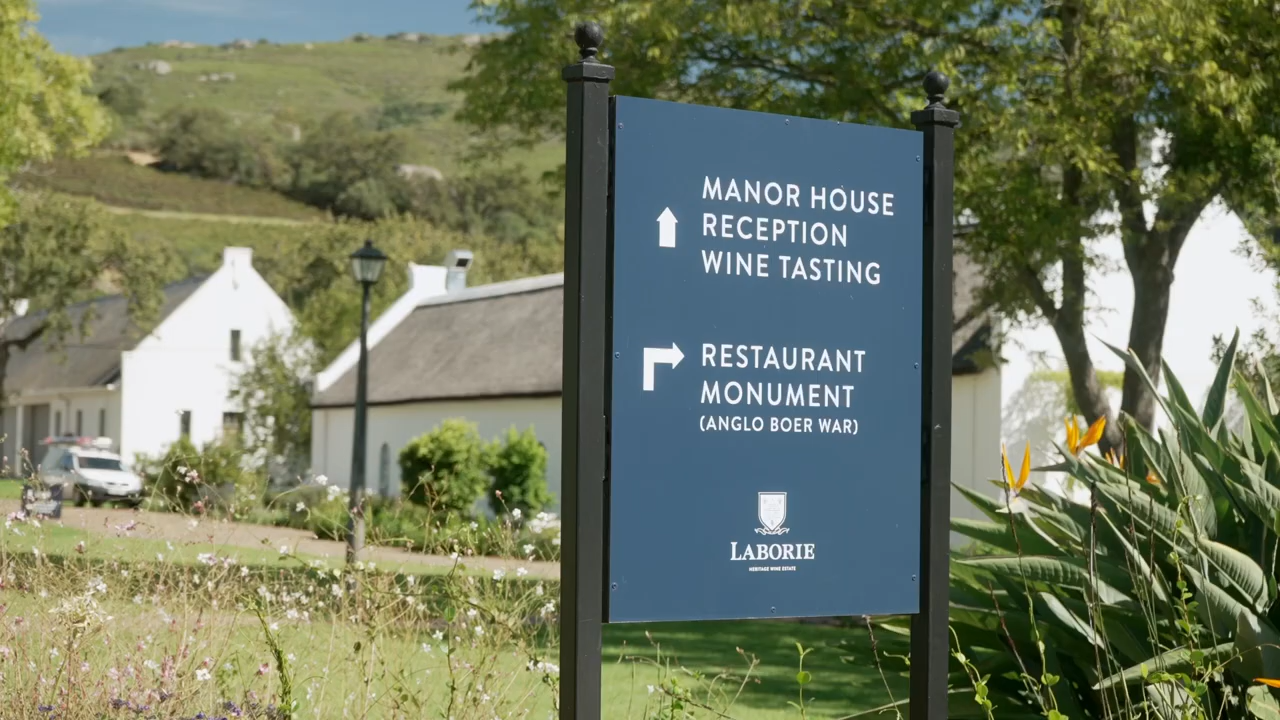 MANOR HOUSE
RECEPTION
WINE TASTING
RESTAURANT
MONUMENT
(ANGLO BOER WAR)
LABORIE
HERITAGE WINE ESTATE